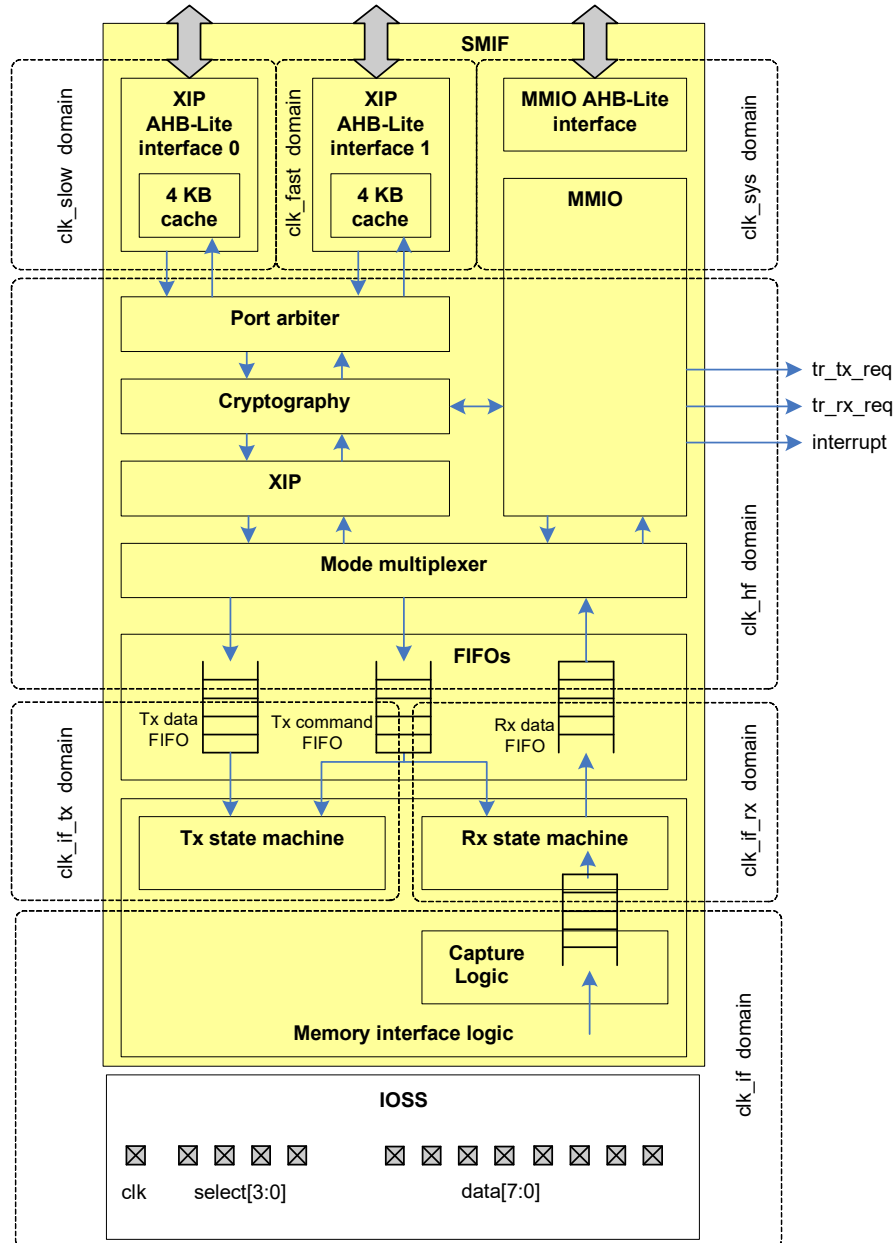 SMIF
clk_slow domain
XIP
AHB-Lite
interface 0
4 KB
cache
clk_fast domain
XIP
AHB-Lite
interface 1
4 KB
cache
MMIO AHB-Lite
interface
MMIO
clk_sys domain
Port arbiter
Cryptography
XIP
Mode multiplexer
tr_tx_req
tr_rx_req
interrupt
clk_hf domain
FIFOs
Tx data
FIFO
Tx command
FIFO
Rx data
FIFO
clk_if_tx domain
clk_if_rx domain
Tx state machine
Rx state machine
Capture
Logic
Memory interface logic
clk_if domain
IOSS
clk
select[3:0]
data[7:0]